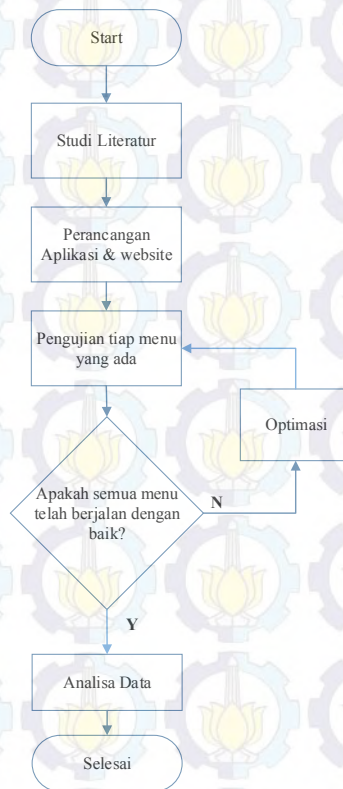 Start
Studi Literatur
Perancangan
Aplikasi & website
Pengujian tiap menu
yang ada
Optimasi
Apakah semua menu
telah berjalan dengan
baik?
N
Y
Analisa Data
Selesai